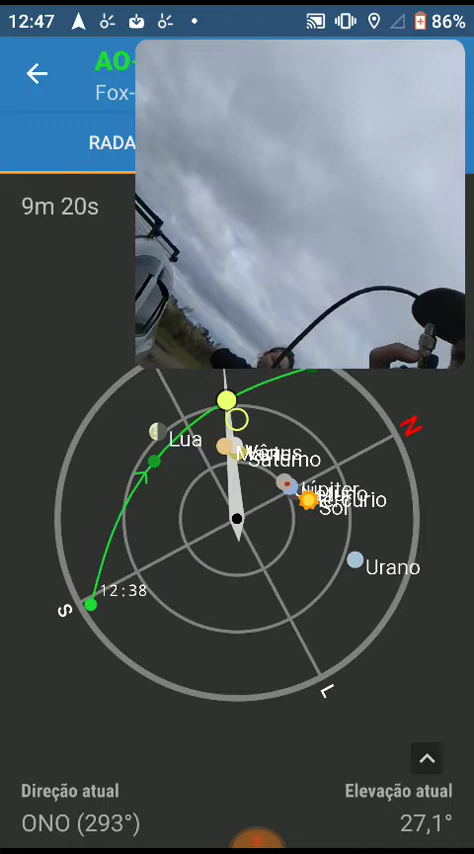 12:47
86%
AO-
Fox-
RADA
9m 20s
N
Lua
Saturno
Júpiter
Sol
Urano
12:38
S
L
Direção atual
Elevação atual
ONO (293°)
27,1°